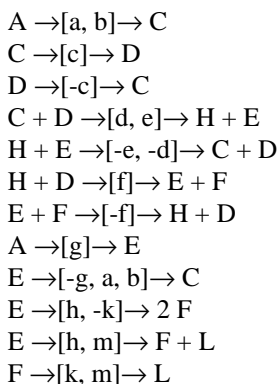 A →[a, b]→ C
C →[c]→ D
D →[-c]→ C
C + D →[d, e]→ H + E
H + E →[-e, -d]→ C + D
H + D →[f]→ E + F
E + F →[-f]→ H + D
A →[g]→ E
E →[-g, a, b]→ C
E →[h, -k]→ 2 F
E →[h, m]→ F + L
F →[k, m]→ L